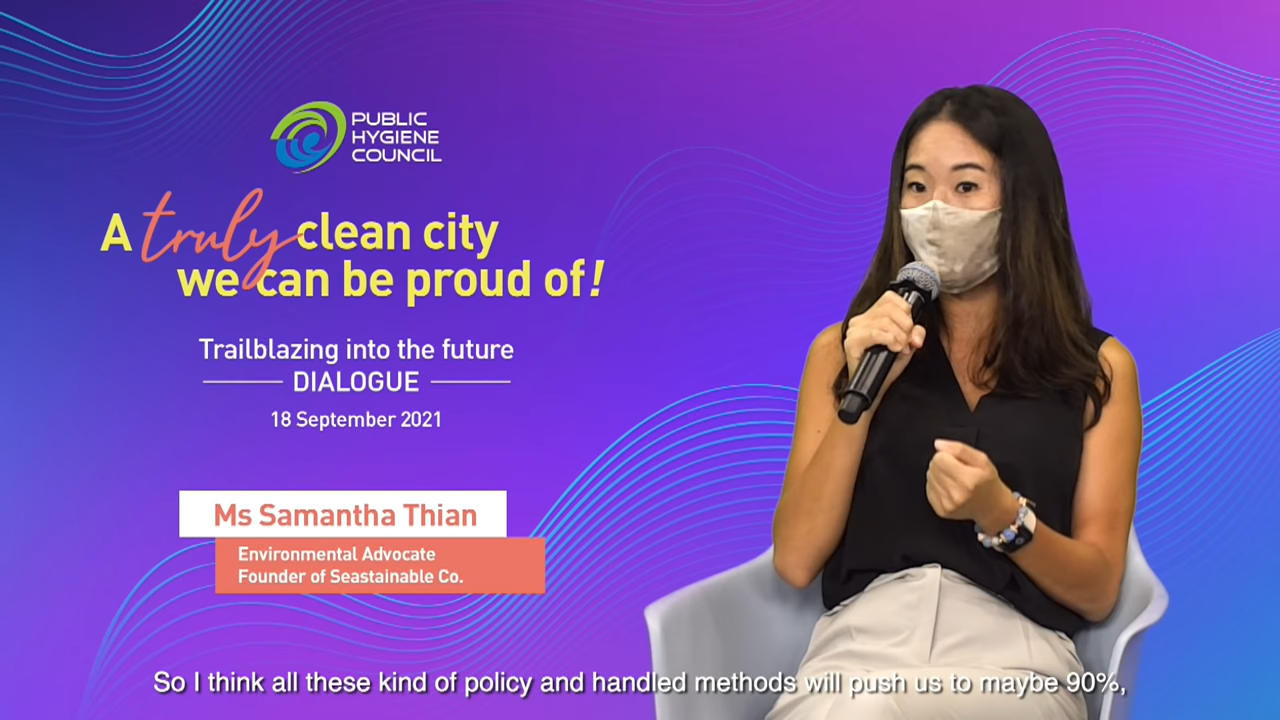 PUBLIC
HYGIENE
COUNCIL
A truly clean city
we can be proud of!
Trailblazing into the future
DIALOGUE
18 September 2021
Ms Samantha Thian
Environmental Advocate
Founder of Seastainable Co.
So I think all these kind of policy and handled methods will push us to maybe 90%,